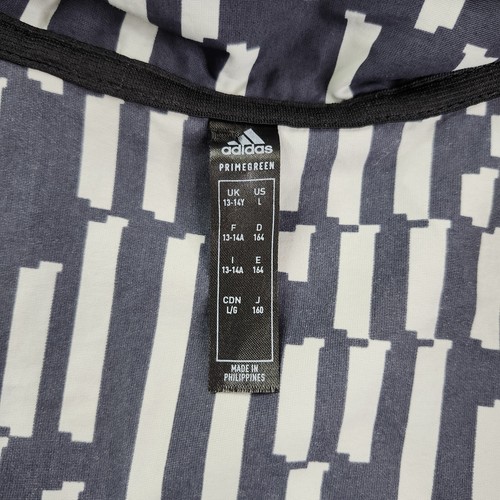 adidas
PRIMEGREEN
UK US
13-14Y L
F D
13-14A 164
I E
13-14A 164
CDN J
L/G 160
MADE IN
PHILIPPINES